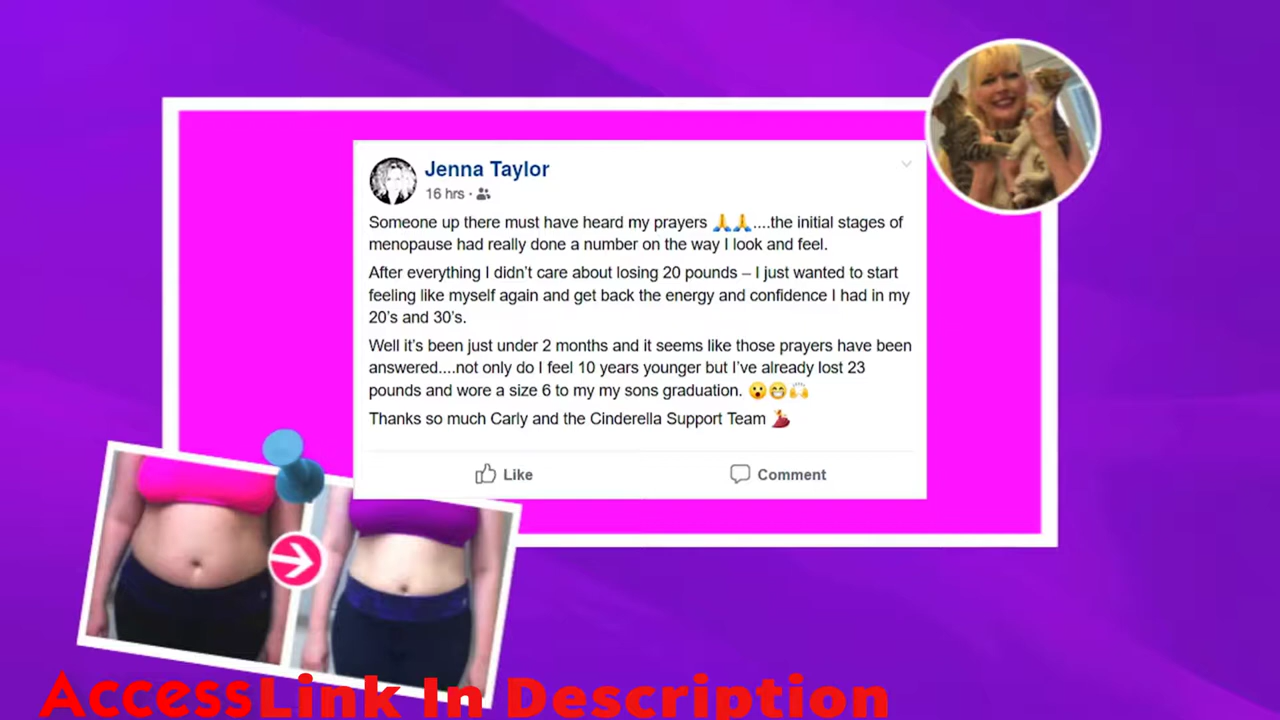 Jenna Taylor
16 hrs ·
Someone up there must have heard my prayers 🙏🙏....the initial stages of
menopause had really done a number on the way I look and feel.
After everything I didn't care about losing 20 pounds – I just wanted to start
feeling like myself again and get back the energy and confidence I had in my
20's and 30's.
Well it's been just under 2 months and it seems like those prayers have been
answered....not only do I feel 10 years younger but I've already lost 23
pounds and wore a size 6 to my my sons graduation. 😮😁🙌
Thanks so much Carly and the Cinderella Support Team 💃
Like
Comment
Access Link In Description